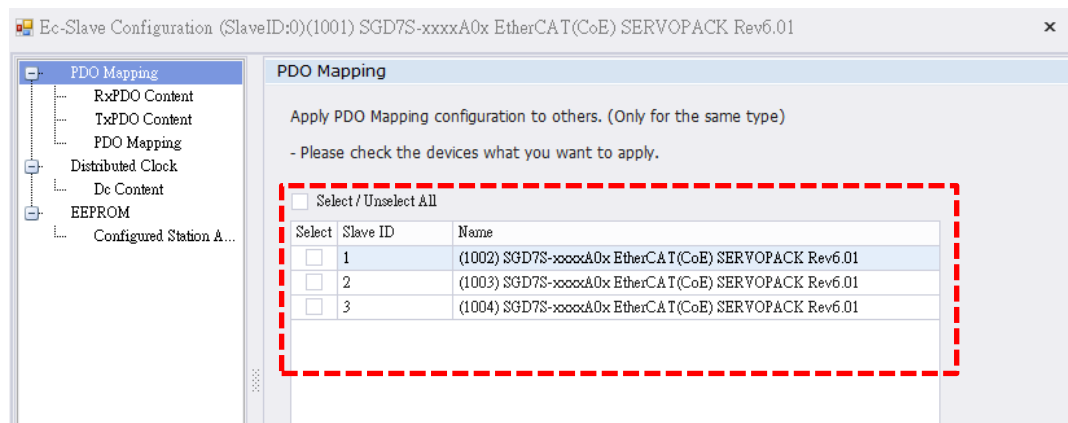 Ec-Slave Configuration (SlaveID:0)(1001) SGD7S-xxxxA0x EtherCAT(CoE) SERVOPACK Rev6.01
PDO Mapping
RxPDO Content
TxPDO Content
PDO Mapping
Distributed Clock
Dc Content
EEPROM
Configured Station A...
PDO Mapping
Apply PDO Mapping configuration to others. (Only for the same type)
- Please check the devices what you want to apply.
Select / Unselect All
Select Slave ID Name
1 (1002) SGD7S-xxxxA0x EtherCAT(CoE) SERVOPACK Rev6.01
2 (1003) SGD7S-xxxxA0x EtherCAT(CoE) SERVOPACK Rev6.01
3 (1004) SGD7S-xxxxA0x EtherCAT(CoE) SERVOPACK Rev6.01